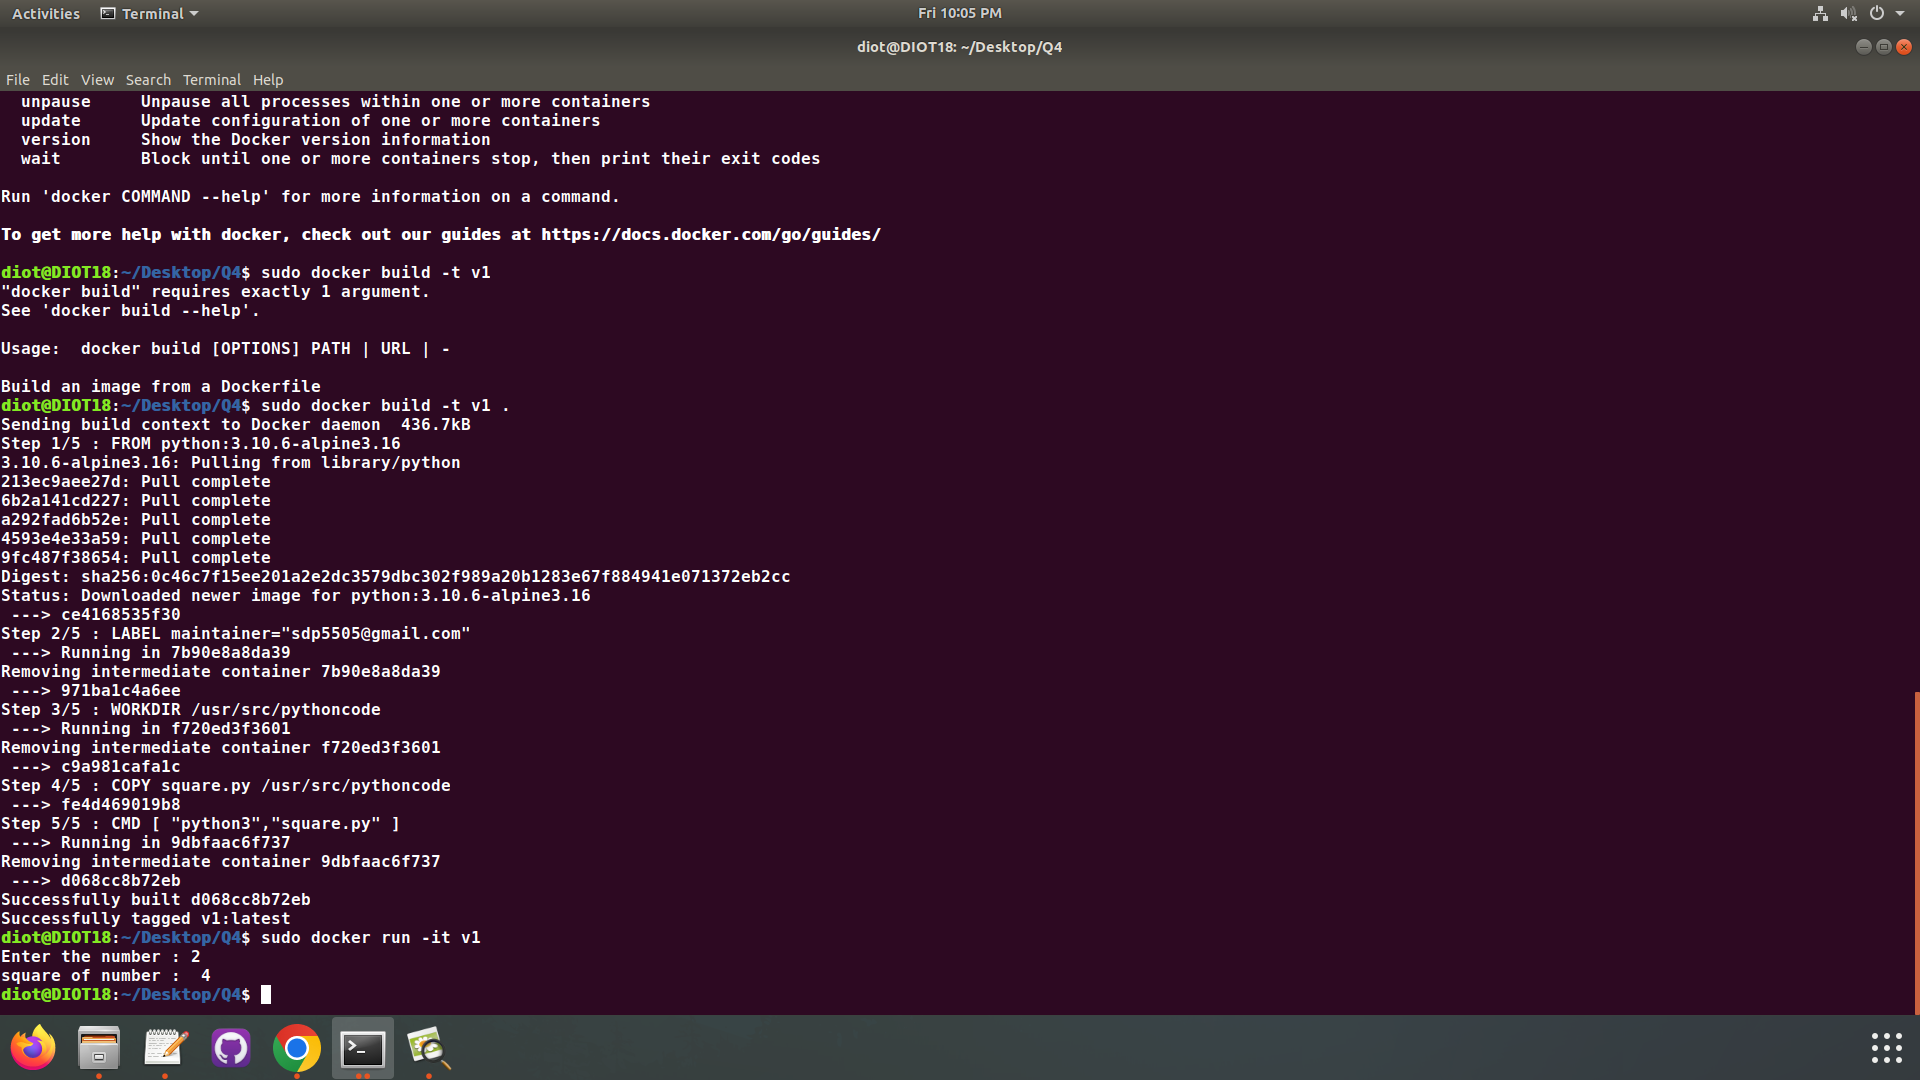 Activities Terminal Fri 10:05 PM
diot@DIOT18: ~/Desktop/Q4
File Edit View Search Terminal Help
  unpause     Unpause all processes within one or more containers
  update      Update configuration of one or more containers
  version     Show the Docker version information
  wait        Block until one or more containers stop, then print their exit codes

Run 'docker COMMAND --help' for more information on a command.

To get more help with docker, check out our guides at https://docs.docker.com/go/guides/

diot@DIOT18:~/Desktop/Q4$ sudo docker build -t v1
"docker build" requires exactly 1 argument.
See 'docker build --help'.

Usage:  docker build [OPTIONS] PATH | URL | -

Build an image from a Dockerfile
diot@DIOT18:~/Desktop/Q4$ sudo docker build -t v1 .
Sending build context to Docker daemon  436.7kB
Step 1/5 : FROM python:3.10.6-alpine3.16
3.10.6-alpine3.16: Pulling from library/python
213ec9aee27d: Pull complete
6b2a141cd227: Pull complete
a292fad6b52e: Pull complete
4593e4e33a59: Pull complete
9fc487f38654: Pull complete
Digest: sha256:0c46c7f15ee201a2e2dc3579dbc302f989a20b1283e67f884941e071372eb2cc
Status: Downloaded newer image for python:3.10.6-alpine3.16
 ---> ce4168535f30
Step 2/5 : LABEL maintainer="sdp5505@gmail.com"
 ---> Running in 7b90e8a8da39
Removing intermediate container 7b90e8a8da39
 ---> 971ba1c4a6ee
Step 3/5 : WORKDIR /usr/src/pythoncode
 ---> Running in f720ed3f3601
Removing intermediate container f720ed3f3601
 ---> c9a981cafa1c
Step 4/5 : COPY square.py /usr/src/pythoncode
 ---> fe4d469019b8
Step 5/5 : CMD [ "python3","square.py" ]
 ---> Running in 9dbfaac6f737
Removing intermediate container 9dbfaac6f737
 ---> d068cc8b72eb
Successfully built d068cc8b72eb
Successfully tagged v1:latest
diot@DIOT18:~/Desktop/Q4$ sudo docker run -it v1
Enter the number : 2
square of number :  4
diot@DIOT18:~/Desktop/Q4$